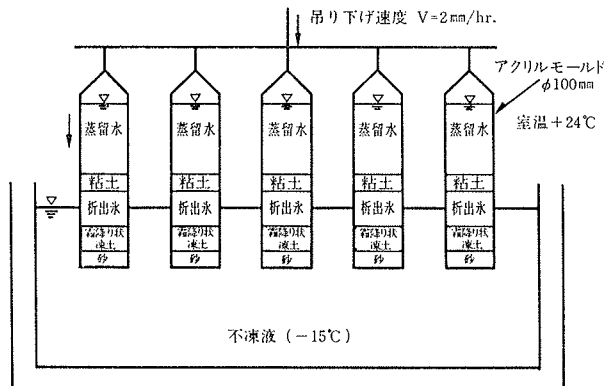 吊り下げ速度 V=2mm/hr.
アクリルモールド
φ100mm
室温+24℃
蒸留水 蒸留水 蒸留水 蒸留水 蒸留水
粘土 粘土 粘土 粘土 粘土
析出氷 析出氷 析出氷 析出氷 析出氷
霜降り状 霜降り状 霜降り状 霜降り状 霜降り状
凍土 凍土 凍土 凍土 凍土
砂 砂 砂 砂 砂
不凍液 (-15℃)